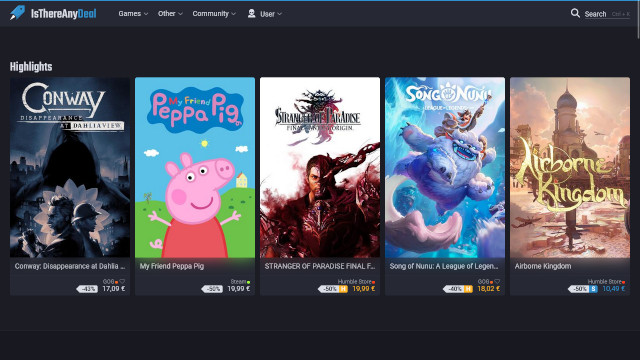 IsThereAnyDeal
Games
Other
Community
User
Search
Ctrl + K
Highlights
CONWAY
DISAPPEARANCE
AT DAHLIA VIEW
My Friend
Peppa Pig
STRANGER OF PARADISE
FINAL FANTASY ORIGIN
SONG OF NUNU
A LEAGUE OF LEGENDS STORY
Airborne
Kingdom
Conway: Disappearance at Dahlia ...
GOG
-43% 17,09 €
My Friend Peppa Pig
Steam
-50% 19,99 €
STRANGER OF PARADISE FINAL F...
Humble Store
-50% H 19,99 €
Song of Nunu: A League of Legen...
GOG
-40% H 18,02 €
Airborne Kingdom
Humble Store
-50% S 10,49 €